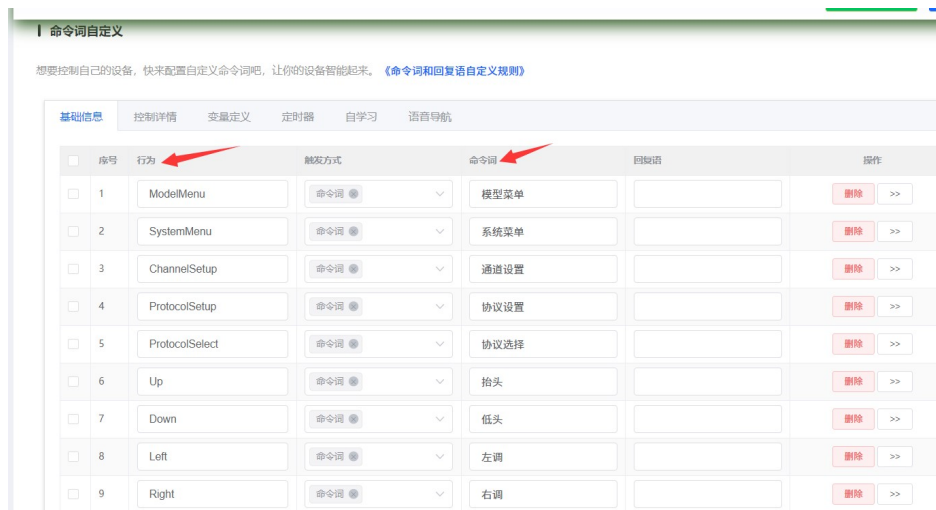 命令词自定义
想要控制自己的设备，快来配置自定义命令词吧，让你的设备智能起来。《命令词和回复语自定义规则》
基础信息 控制详情 变量定义 定时器 自学习 语音导航
序号 行为 触发方式 命令词 回复语 操作
1 ModelMenu 命令词 模型菜单 删除 >>
2 SystemMenu 命令词 系统菜单 删除 >>
3 ChannelSetup 命令词 通道设置 删除 >>
4 ProtocolSetup 命令词 协议设置 删除 >>
5 ProtocolSelect 命令词 协议选择 删除 >>
6 Up 命令词 抬头 删除 >>
7 Down 命令词 低头 删除 >>
8 Left 命令词 左调 删除 >>
9 Right 命令词 右调 删除 >>